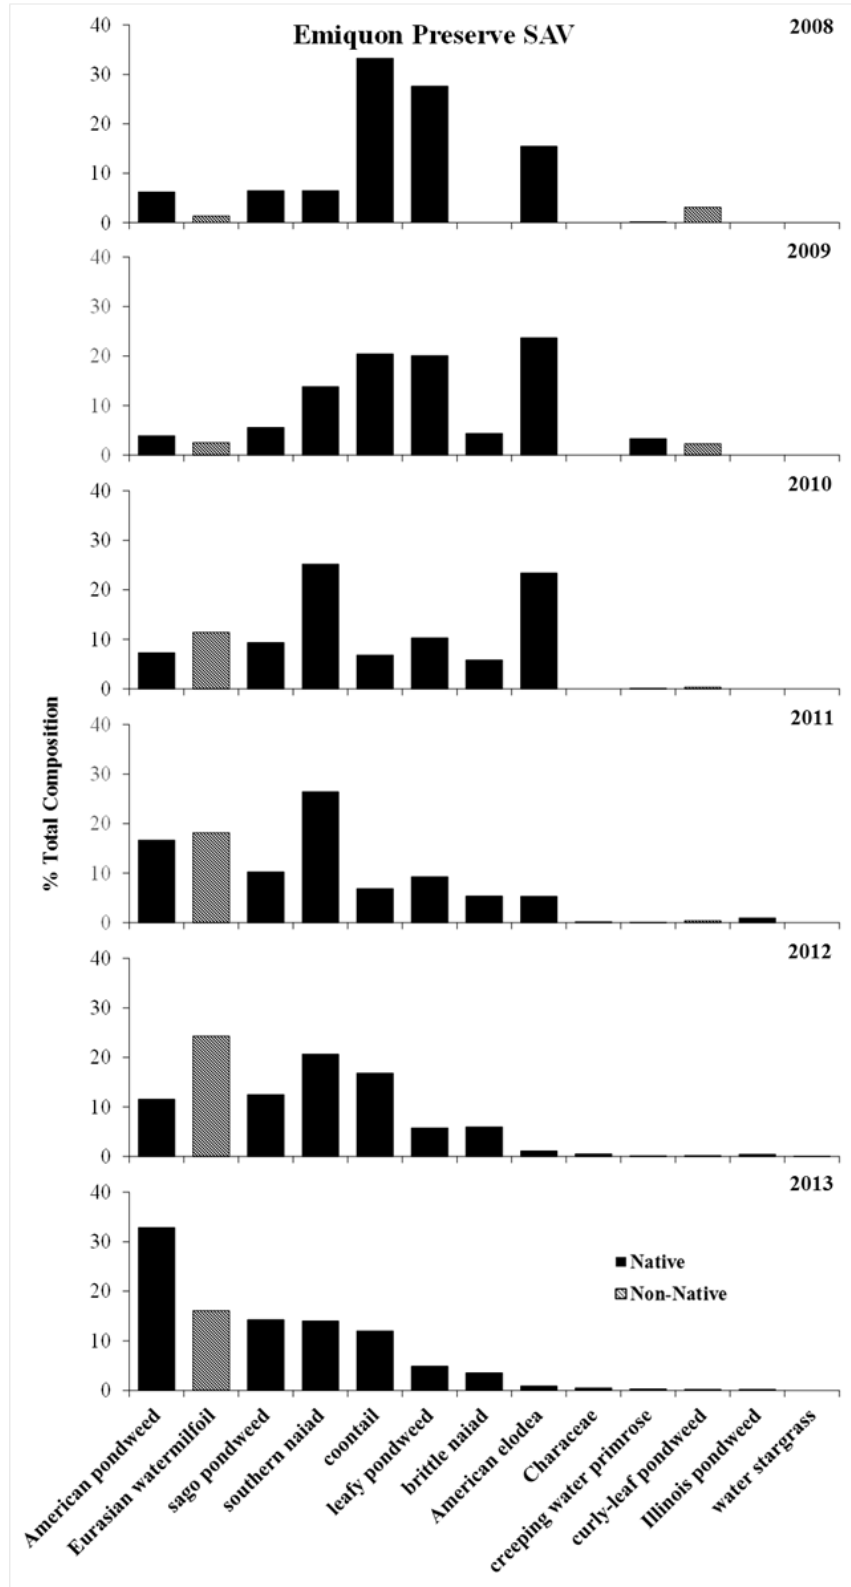 Emiquon Preserve SAV
2008
40
30
20
10
0
2009
40
30
20
10
0
2010
40
30
20
10
0
2011
40
30
20
10
0
2012
40
30
20
10
0
2013
40
30
20
10
0
% Total Composition
Native
Non-Native
American pondweed
Eurasian watermilfoil
sago pondweed
southern naiad
coontail
leafy pondweed
brittle naiad
American elodea
Characeae
creeping water primrose
curly-leaf pondweed
Illinois pondweed
water stargrass